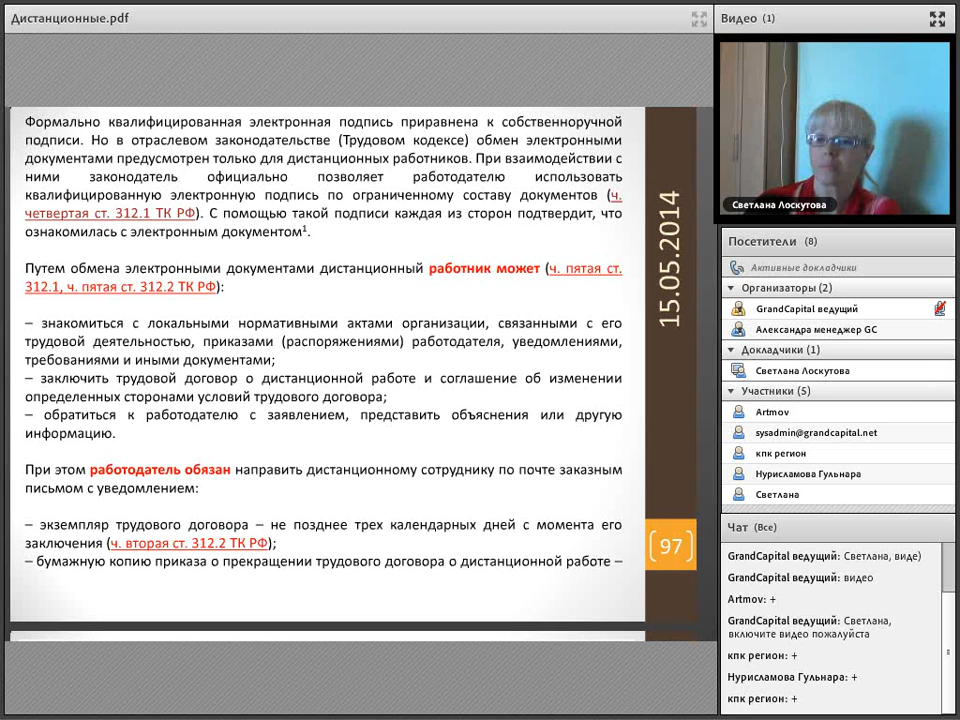 Дистанционные.pdf
Формально квалифицированная электронная подпись приравнена к собственноручной
подписи. Но в отраслевом законодательстве (Трудовом кодексе) обмен электронными
документами предусмотрен только для дистанционных работников. При взаимодействии с
ними законодатель официально позволяет работодателю использовать
квалифицированную электронную подпись по ограниченному составу документов (ч.
четвертая ст. 312.1 ТК РФ). С помощью такой подписи каждая из сторон подтвердит, что
ознакомилась с электронным документом¹.
Путем обмена электронными документами дистанционный работник может (ч. пятая ст.
312.1, ч. пятая ст. 312.2 ТК РФ):
– знакомиться с локальными нормативными актами организации, связанными с его
трудовой деятельностью, приказами (распоряжениями) работодателя, уведомлениями,
требованиями и иными документами;
– заключить трудовой договор о дистанционной работе и соглашение об изменении
определенных сторонами условий трудового договора;
– обратиться к работодателю с заявлением, представить объяснения или другую
информацию.
При этом работодатель обязан направить дистанционному сотруднику по почте заказным
письмом с уведомлением:
– экземпляр трудового договора – не позднее трех календарных дней с момента его
заключения (ч. вторая ст. 312.2 ТК РФ);
– бумажную копию приказа о прекращении трудового договора о дистанционной работе –
15.05.2014
97
Видео (1)
Светлана Лоскутова
Посетители (8)
Активные докладчики
Организаторы (2)
GrandCapital ведущий
Александра менеджер GC
Докладчики (1)
Светлана Лоскутова
Участники (5)
Artmov
sysadmin@grandcapital.net
кпк регион
Нурисламова Гульнара
Светлана
Чат (Все)
GrandCapital ведущий: Светлана, виде)
GrandCapital ведущий: видео
Artmov: +
GrandCapital ведущий: Светлана,
включите видео пожалуйста
кпк регион: +
Нурисламова Гульнара: +
кпк регион: +